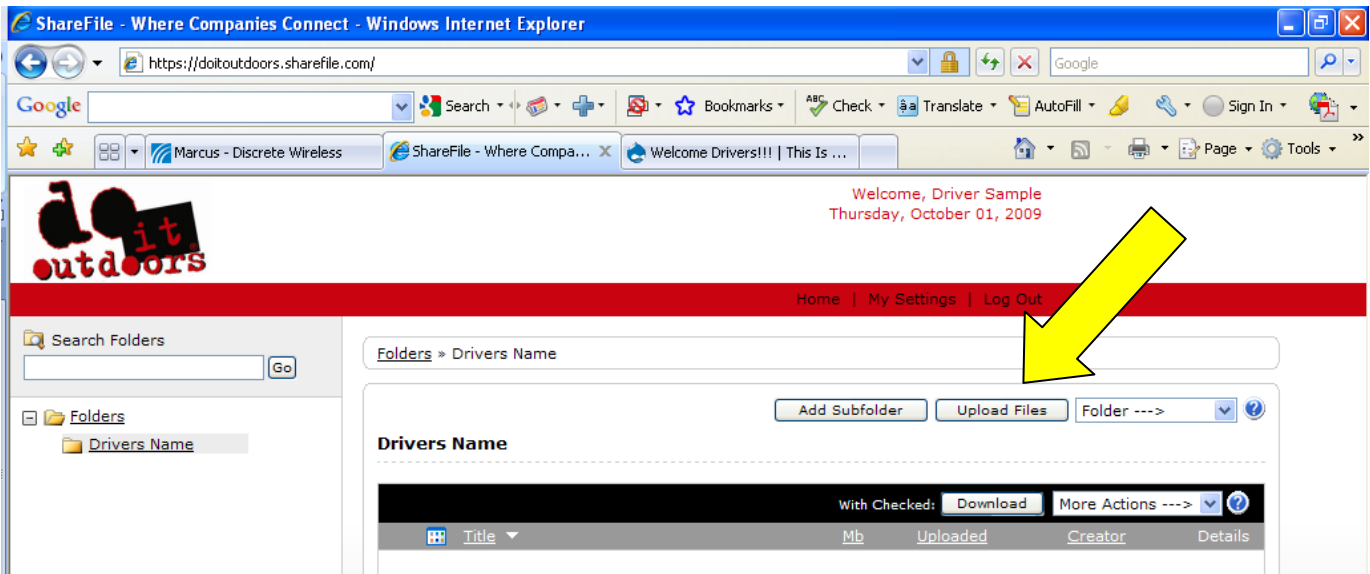 ShareFile - Where Companies Connect - Windows Internet Explorer
https://doitoutdoors.sharefile.com/
Google
Google
Search
Bookmarks
ABC Check
Translate
AutoFill
Sign In
Marcus - Discrete Wireless
ShareFile - Where Compa...
Welcome Drivers!!! | This Is ...
Page
Tools
do it outdoors
Welcome, Driver Sample
Thursday, October 01, 2009
Home | My Settings | Log Out
Search Folders
Go
Folders
Drivers Name
Folders » Drivers Name
Add Subfolder
Upload Files
Folder --->
Drivers Name
With Checked: Download More Actions --->
Title Mb Uploaded Creator Details